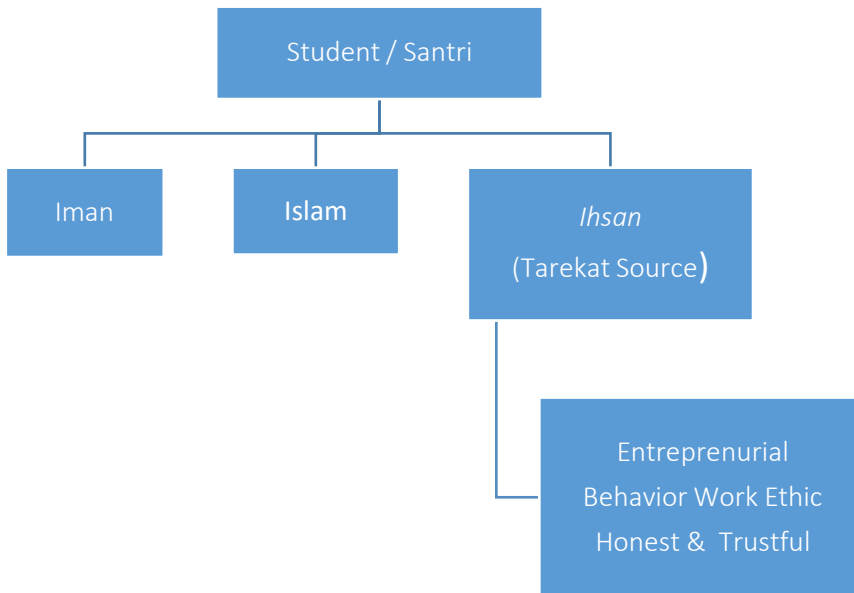 Student / Santri
Iman
Islam
Ihsan
(Tarekat Source)
Entreprenurial
Behavior Work Ethic
Honest & Trustful